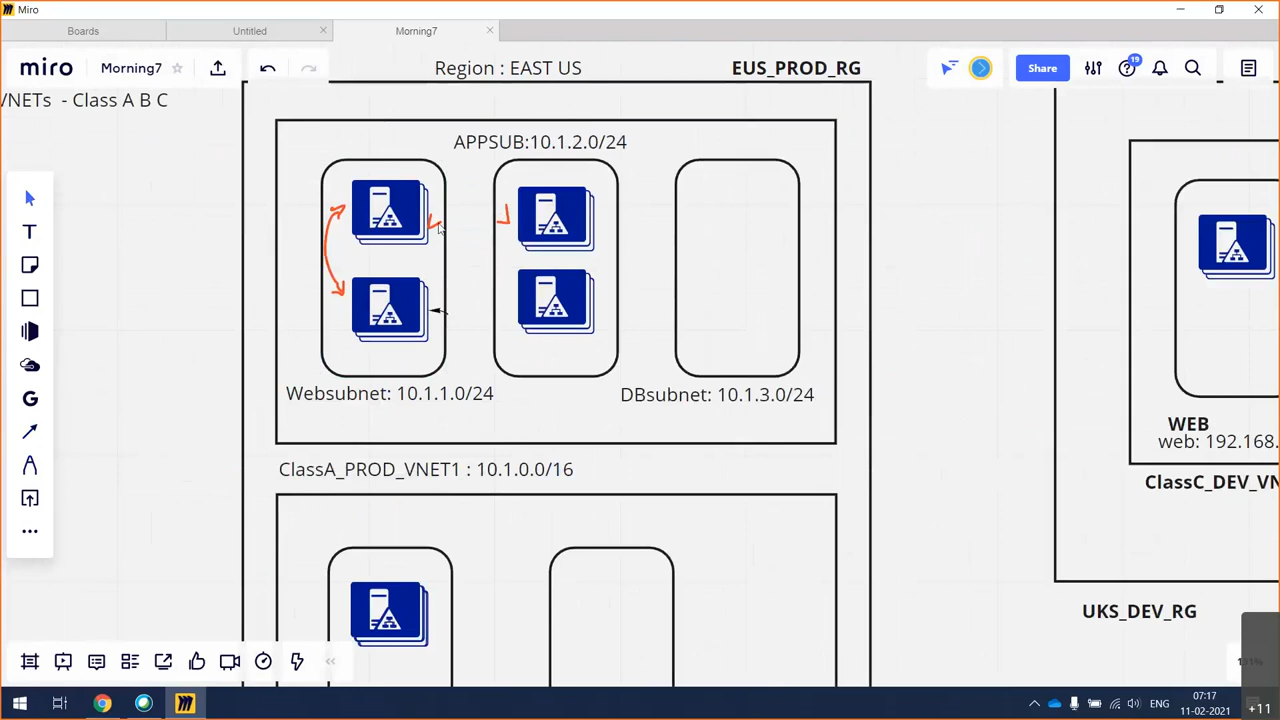 Miro
Boards
Untitled
Morning7
miro
Morning7
Share
19
Region : EAST US
EUS_PROD_RG
VNETs - Class A B C
APPSUB:10.1.2.0/24
Websubnet: 10.1.1.0/24
DBsubnet: 10.1.3.0/24
ClassA_PROD_VNET1 : 10.1.0.0/16
WEB
web: 192.168.
ClassC_DEV_VN
UKS_DEV_RG
T
G
ENG
07:17
11-02-2021
+11